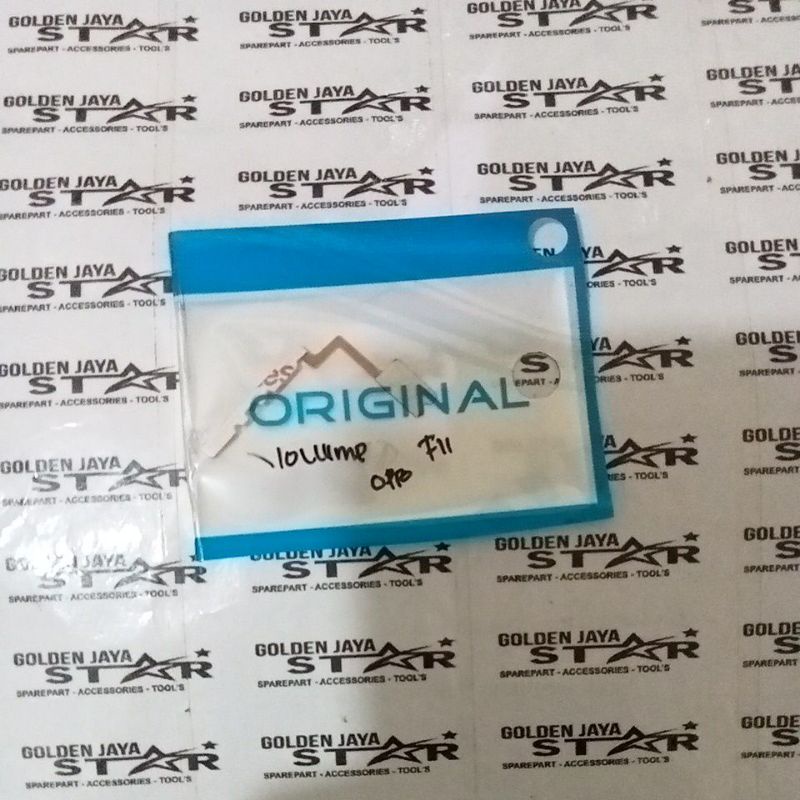 GOLDEN JAYA
STAR
SPAREPART - ACCESSORIES - TOOL'S
ORIGINAL
Volume F11
OPPO